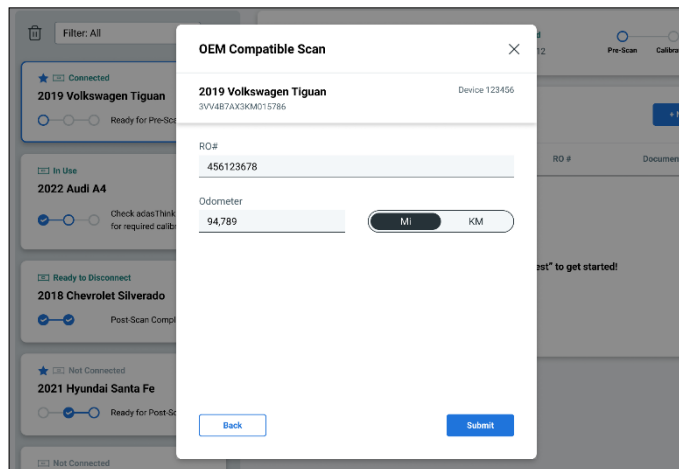 Filter: All
Connected
2019 Volkswagen Tiguan
Ready for Pre-Sca
In Use
2022 Audi A4
Check adasThink
for required calibr
Ready to Disconnect
2018 Chevrolet Silverado
Post-Scan Compl
Not Connected
2021 Hyundai Santa Fe
Ready for Post-Sc
Not Connected
OEM Compatible Scan
2019 Volkswagen Tiguan
Device 123456
3VV4B7AX3KM015786
RO#
456123678
Odometer
94,789
Mi
KM
Back
Submit
d
12
Pre-Scan
Calibra
RO #
Documen
est" to get started!